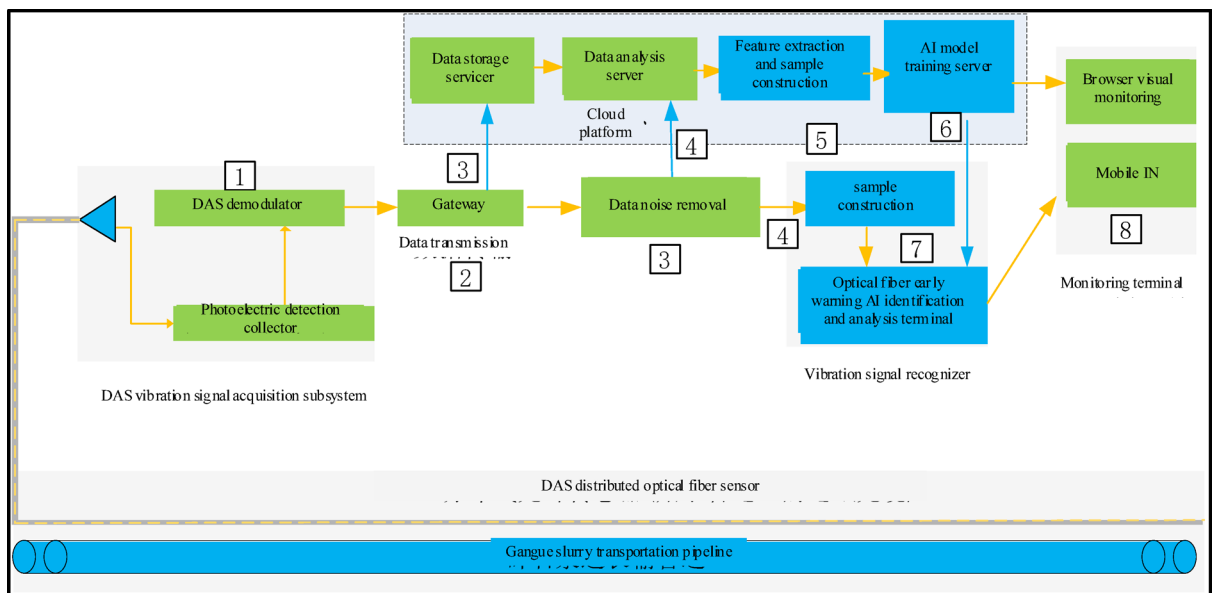 Data storage
servicer
Data analysis
server
Feature extraction
and sample
construction
AI model
training server
Browser visual
monitoring
Cloud
platform
5
6
3
4
1
DAS demodulator
Gateway
Data noise removal
sample
construction
Mobile IN
Data transmission
2
3
4
7
8
Photoelectric detection
collector
Optical fiber early
warning AI identification
and analysis terminal
Monitoring terminal
Vibration signal recognizer
DAS vibration signal acquisition subsystem
DAS distributed optical fiber sensor
Gangue slurry transportation pipeline